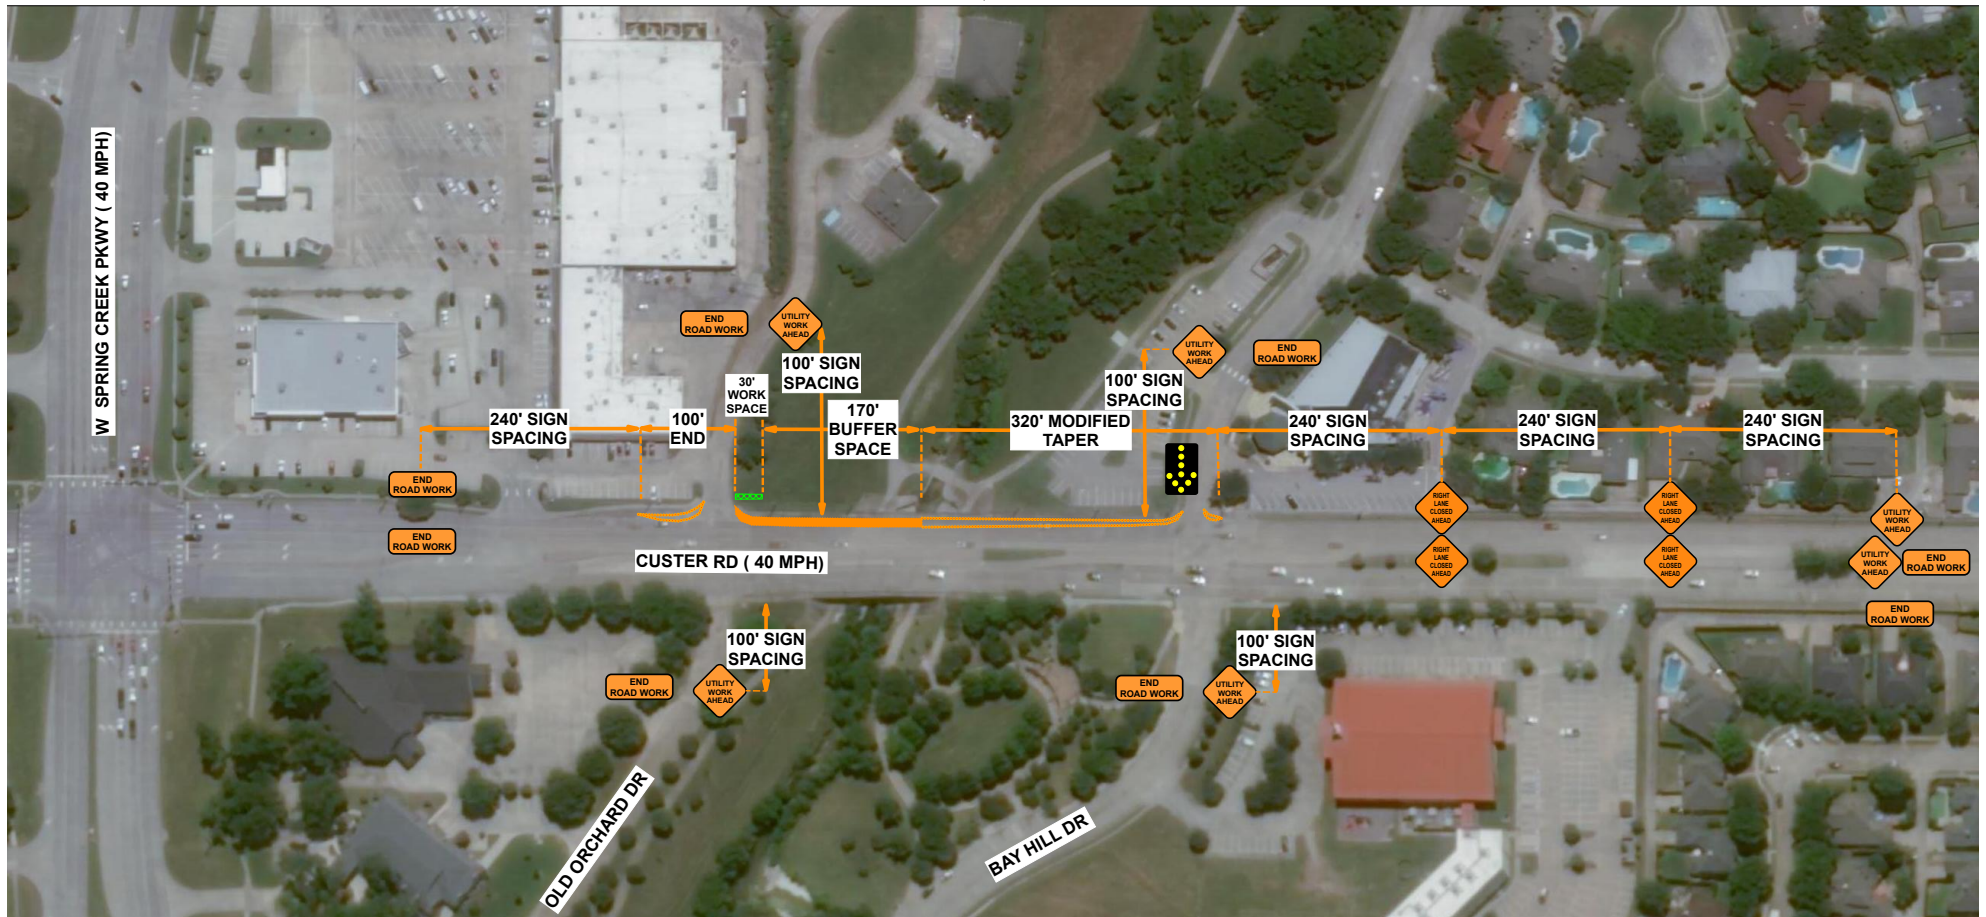 W SPRING CREEK PKWY ( 40 MPH)
END
ROAD WORK
UTILITY
WORK
AHEAD
100' SIGN
SPACING
UTILITY
WORK
AHEAD
END
ROAD WORK
100' SIGN
SPACING
30'
WORK
SPACE
240' SIGN
SPACING
100'
END
170'
BUFFER
SPACE
320' MODIFIED
TAPER
240' SIGN
SPACING
240' SIGN
SPACING
240' SIGN
SPACING
END
ROAD WORK
END
ROAD WORK
RIGHT
LANE
CLOSED
AHEAD
RIGHT
LANE
CLOSED
AHEAD
UTILITY
WORK
AHEAD
CUSTER RD ( 40 MPH)
RIGHT
LANE
CLOSED
AHEAD
RIGHT
LANE
CLOSED
AHEAD
UTILITY
WORK
AHEAD
END
ROAD WORK
END
ROAD WORK
100' SIGN
SPACING
100' SIGN
SPACING
END
ROAD WORK
UTILITY
WORK
AHEAD
END
ROAD WORK
UTILITY
WORK
AHEAD
OLD ORCHARD DR
BAY HILL DR